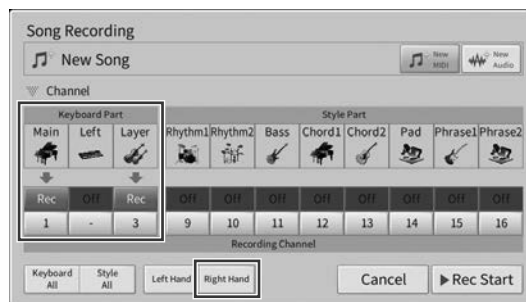 Song Recording
New Song
New MIDI
New Audio
Channel
Keyboard Part Style Part
Main Left Layer Rhythm1 Rhythm2 Bass Chord1 Chord2 Pad Phrase1 Phrase2
Rec Off Rec Off Off Off Off Off Off Off Off
1 - 3 9 10 11 12 13 14 15 16
Recording Channel
Keyboard All Style All Left Hand Right Hand Cancel ▶Rec Start